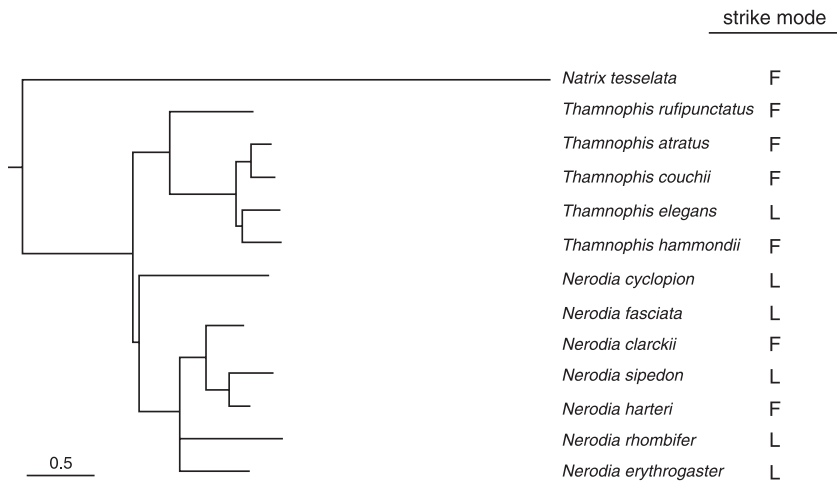 strike mode
Natrix tesselata F
Thamnophis rufipunctatus F
Thamnophis atratus F
Thamnophis couchii F
Thamnophis elegans L
Thamnophis hammondii F
Nerodia cyclopion L
Nerodia fasciata L
Nerodia clarckii F
Nerodia sipedon L
Nerodia harteri F
Nerodia rhombifer L
Nerodia erythrogaster L
0.5